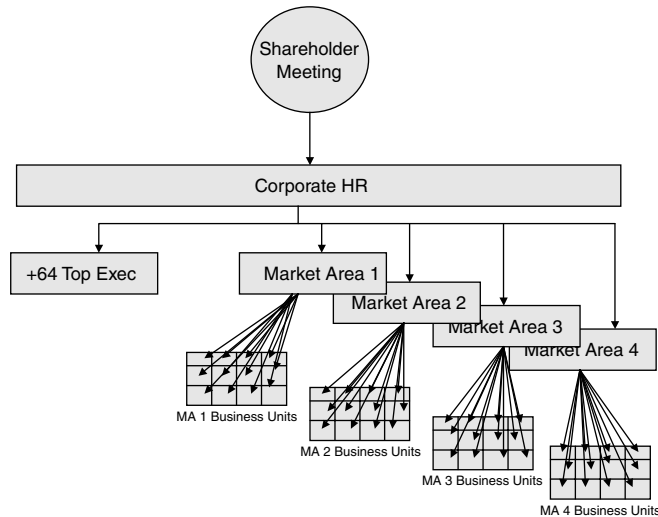 Shareholder
Meeting
Corporate HR
+64 Top Exec
Market Area 1
Market Area 2
Market Area 3
Market Area 4
MA 1 Business Units
MA 2 Business Units
MA 3 Business Units
MA 4 Business Units